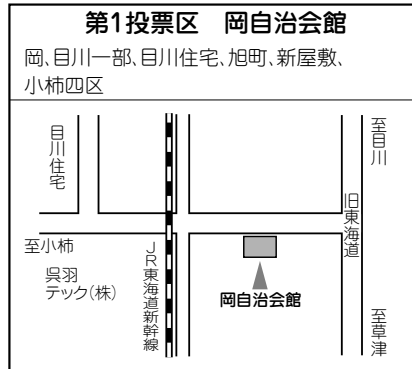 第1投票区　岡自治会館
岡、目川一部、目川住宅、旭町、新屋敷、
小柿四区
目川住宅
至目川
旧東海道
至小柿
呉羽
テック(株)
JR東海道新幹線
岡自治会館
至草津